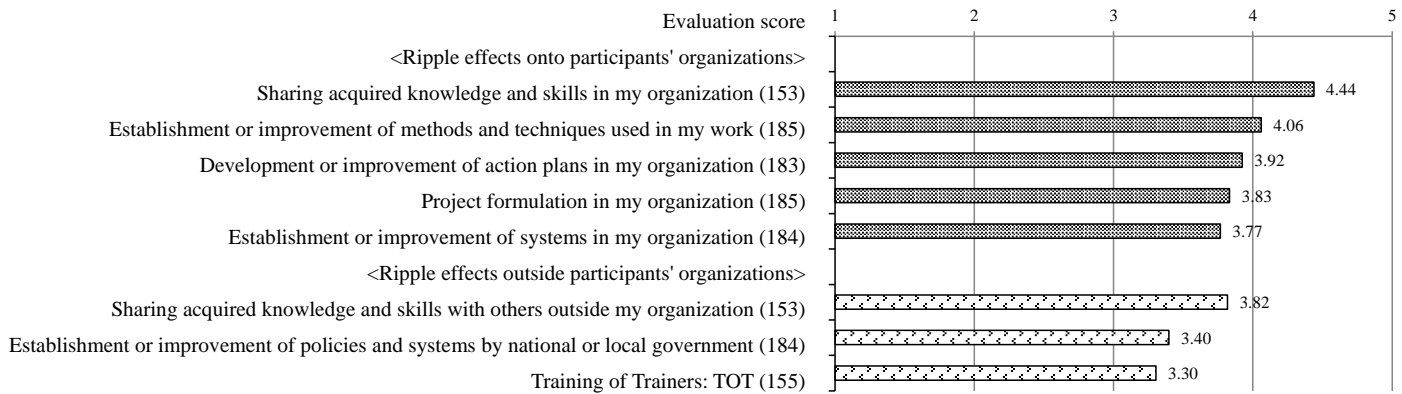 Evaluation score 1 2 3 4 5
<Ripple effects onto participants' organizations>
Sharing acquired knowledge and skills in my organization (153) 4.44
Establishment or improvement of methods and techniques used in my work (185) 4.06
Development or improvement of action plans in my organization (183) 3.92
Project formulation in my organization (185) 3.83
Establishment or improvement of systems in my organization (184) 3.77
<Ripple effects outside participants' organizations>
Sharing acquired knowledge and skills with others outside my organization (153) 3.82
Establishment or improvement of policies and systems by national or local government (184) 3.40
Training of Trainers: TOT (155) 3.30